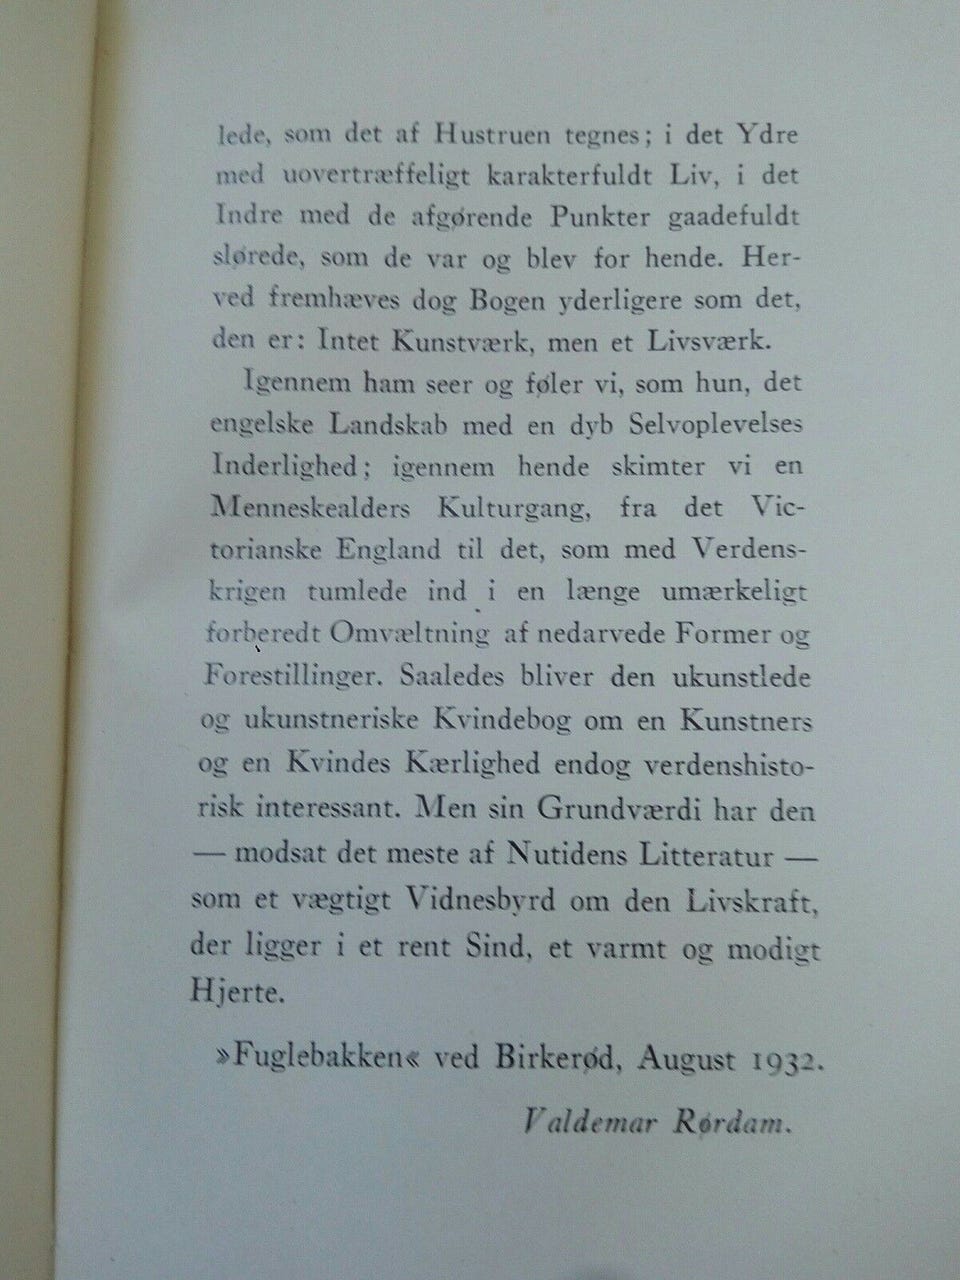 lede, som det af Hustruen tegnes; i det Ydre
med uovertræffeligt karakterfuldt Liv, i det
Indre med de afgørende Punkter gaadefuldt
slørede, som de var og blev for hende. Her-
ved fremhæves dog Bogen yderligere som det,
den er: Intet Kunstværk, men et Livsværk.
Igennem ham seer og føler vi, som hun, det
engelske Landskab med en dyb Selvoplevelses
Inderlighed; igennem hende skimter vi en
Menneskealders Kulturgang, fra det Vic-
torianske England til det, som med Verdens-
krigen tumlede ind i en længe umærkeligt
forberedt Omvæltning af nedarvede Former og
Forestillinger. Saaledes bliver den ukunstlede
og ukunstneriske Kvindebog om en Kunstners
og en Kvindes Kærlighed endog verdenshisto-
risk interessant. Men sin Grundværdi har den
— modsat det meste af Nutidens Litteratur —
som et vægtigt Vidnesbyrd om den Livskraft,
der ligger i et rent Sind, et varmt og modigt
Hjerte.
»Fuglebakken« ved Birkerød, August 1932.
Valdemar Rørdam.